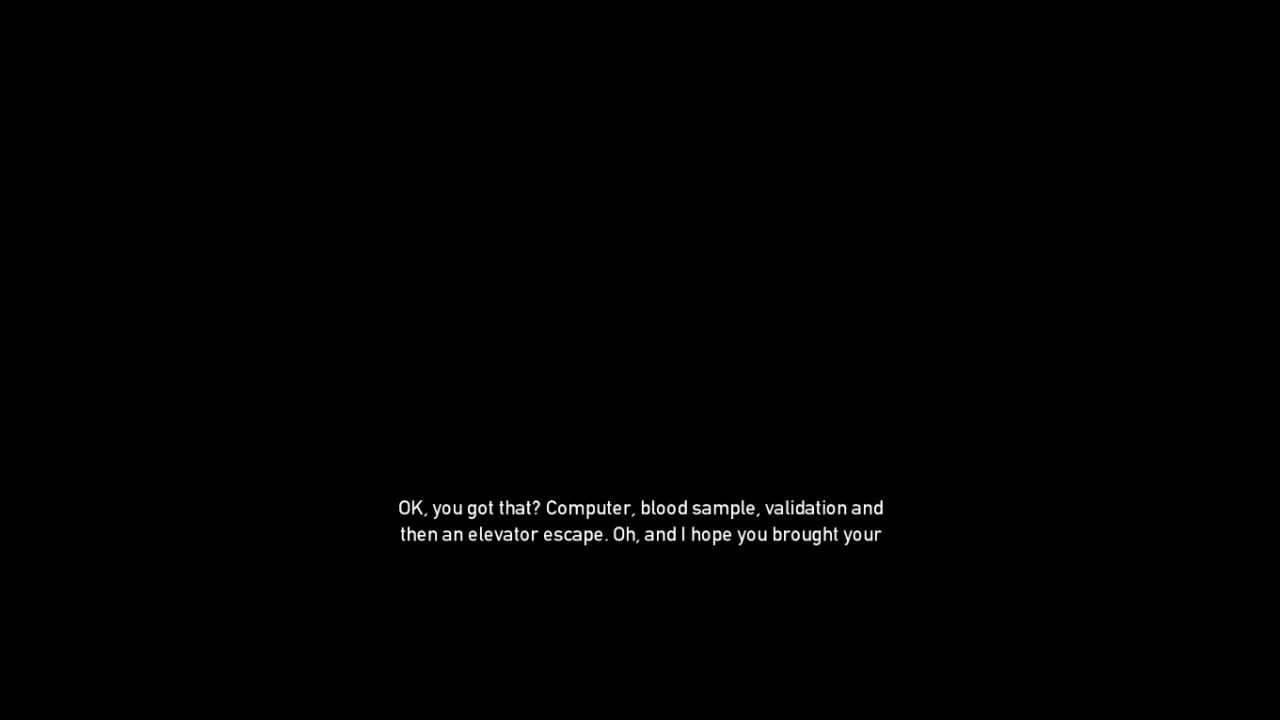 OK, you got that? Computer, blood sample, validation and
then an elevator escape. Oh, and I hope you brought your